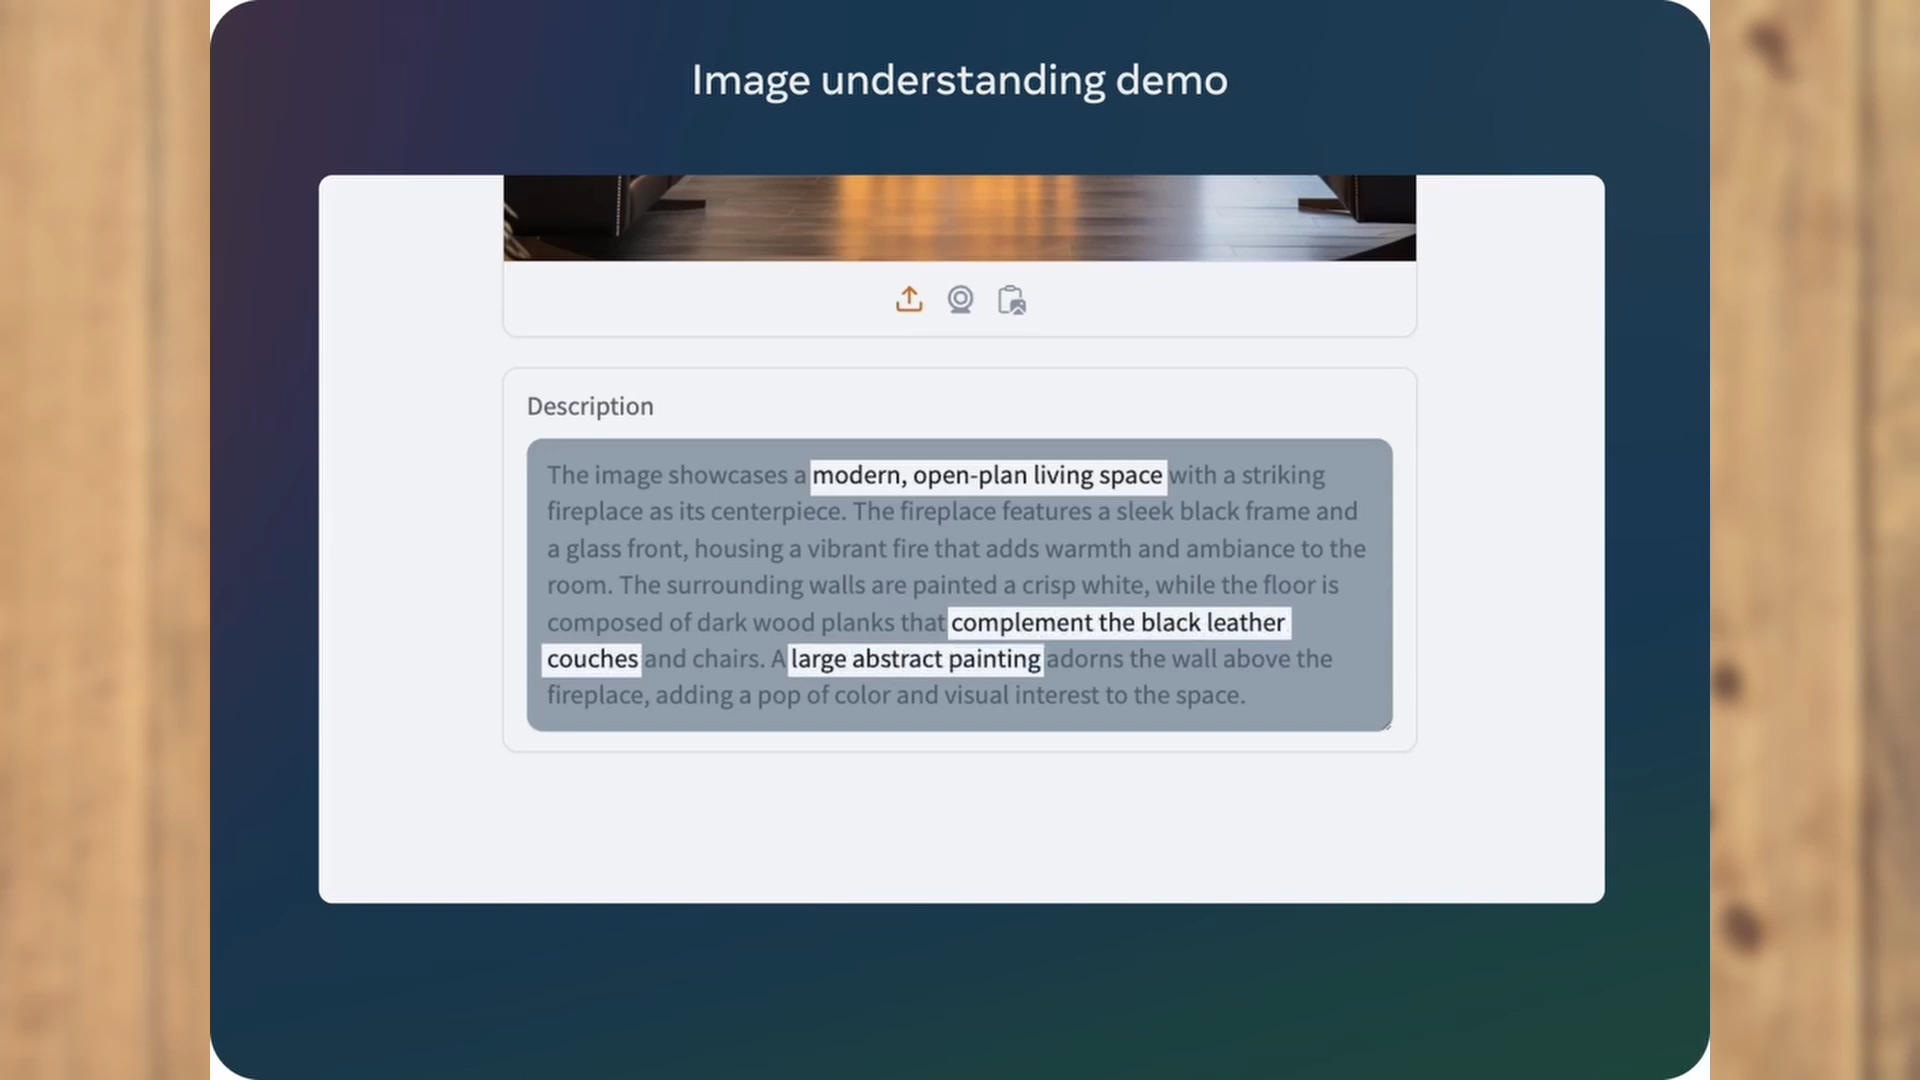 Image understanding demo
Description
The image showcases a modern, open-plan living space with a striking
fireplace as its centerpiece. The fireplace features a sleek black frame and
a glass front, housing a vibrant fire that adds warmth and ambiance to the
room. The surrounding walls are painted a crisp white, while the floor is
composed of dark wood planks that complement the black leather
couches and chairs. A large abstract painting adorns the wall above the
fireplace, adding a pop of color and visual interest to the space.